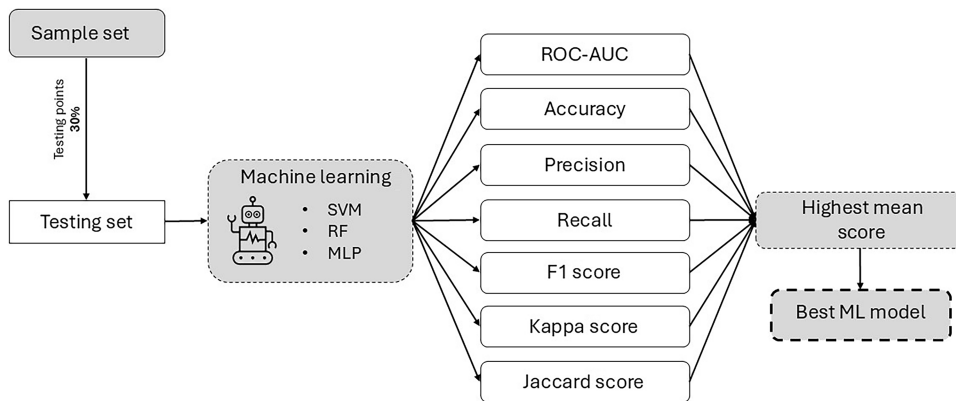 Sample set
Testing points
30%
Testing set
Machine learning
• SVM
• RF
• MLP
ROC-AUC
Accuracy
Precision
Recall
F1 score
Kappa score
Jaccard score
Highest mean
score
Best ML model